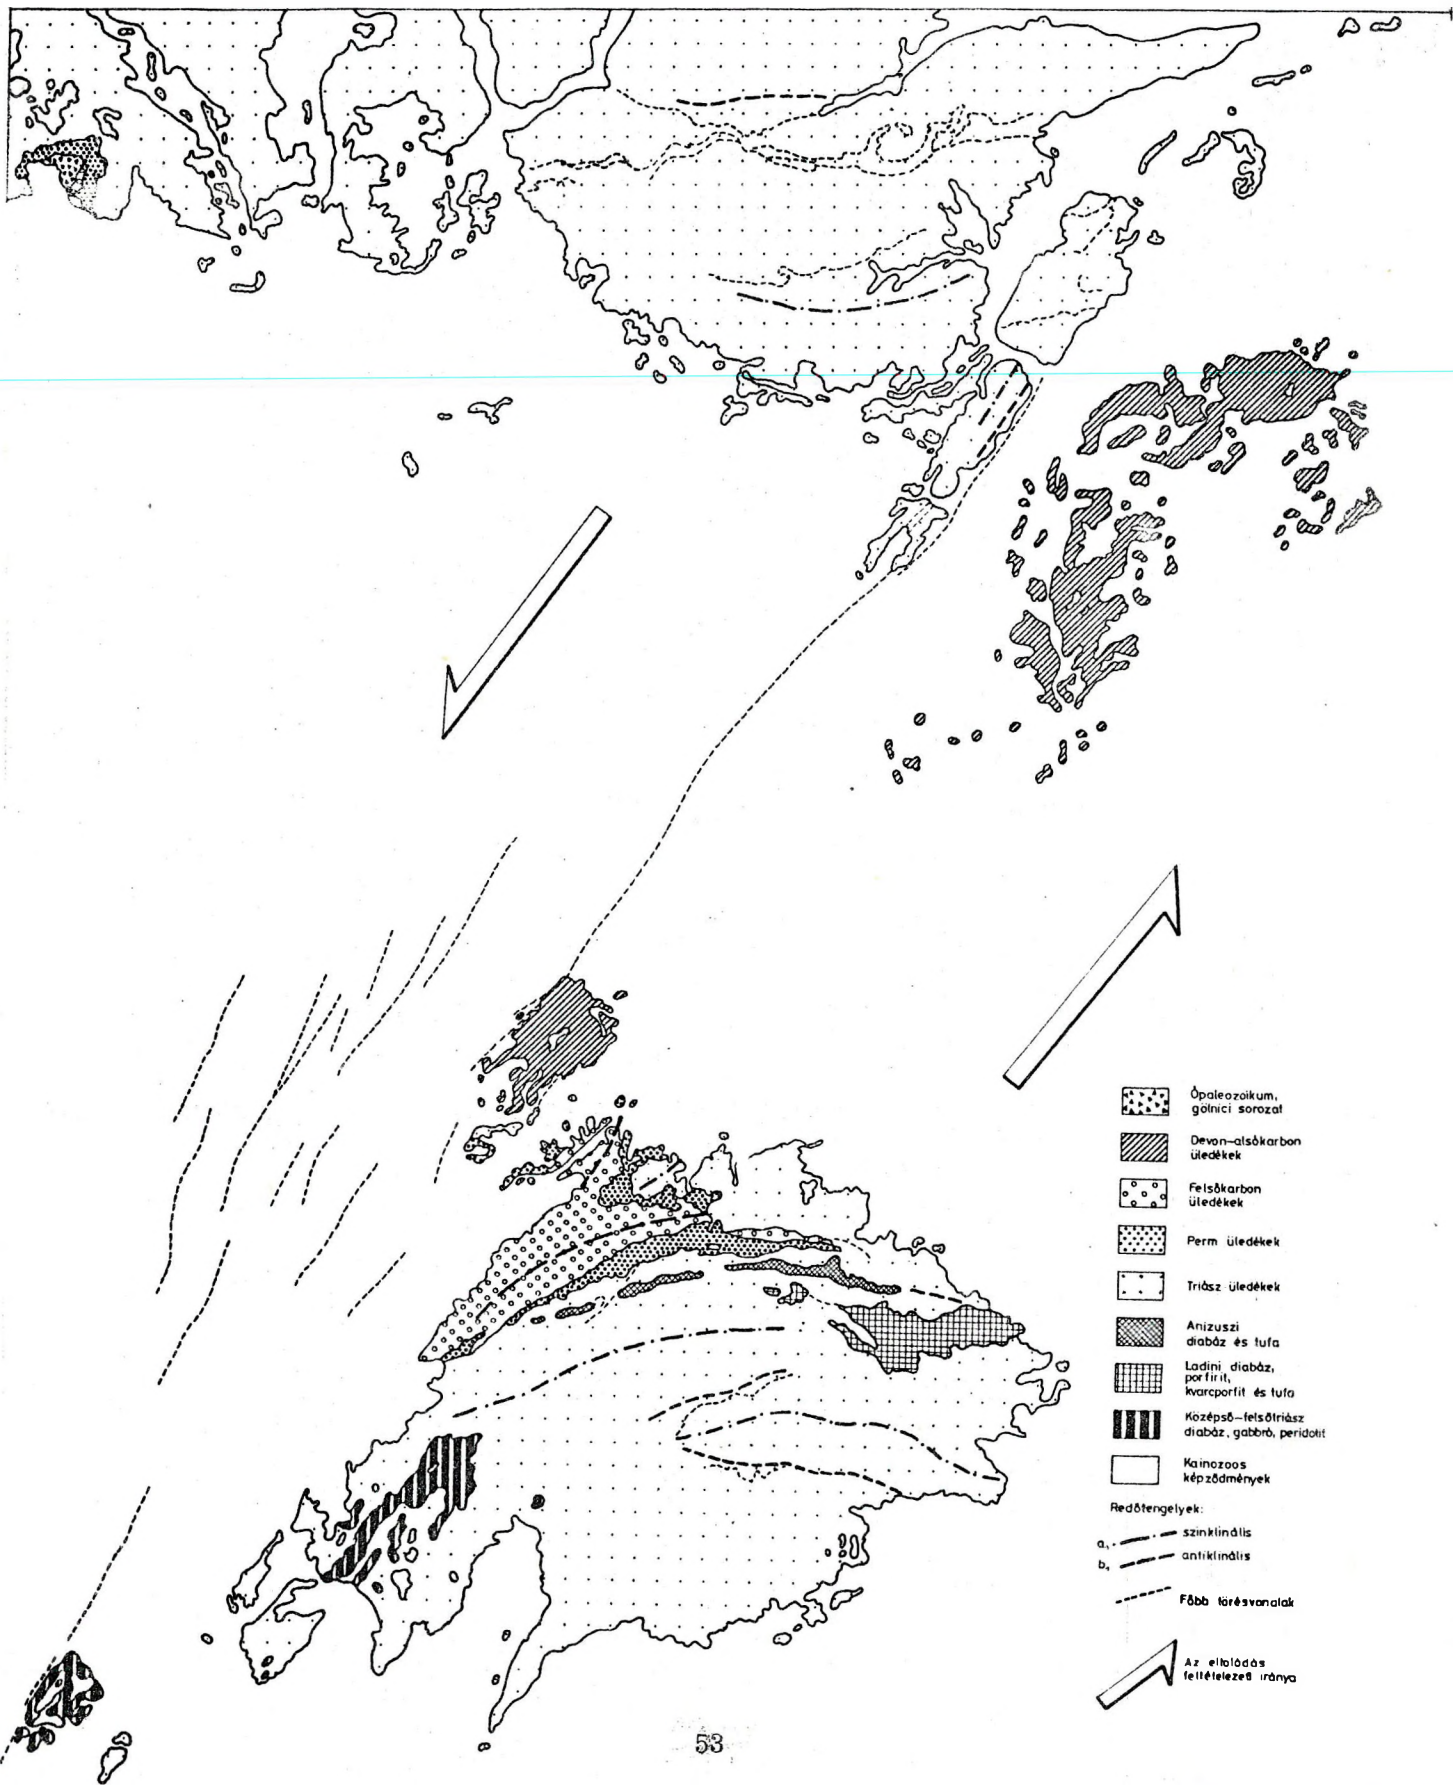 Ópaleozoikum,
gölnici sorozat
Devon-alsókarbon
üledékek
Felsőkarbon
üledékek
Perm üledékek
Triász üledékek
Anizuszi
diabáz és tufa
Ladini diabáz,
porfirit,
kvarcporfit és tufa
Középső-felsőtriász
diabáz, gabbró, peridotit
Kainozoos
képződmények
Redőtengelyek:
a, szinklinális
b, antiklinális
Főbb törésvonalak
Az eltolódás
feltételezett iránya
53